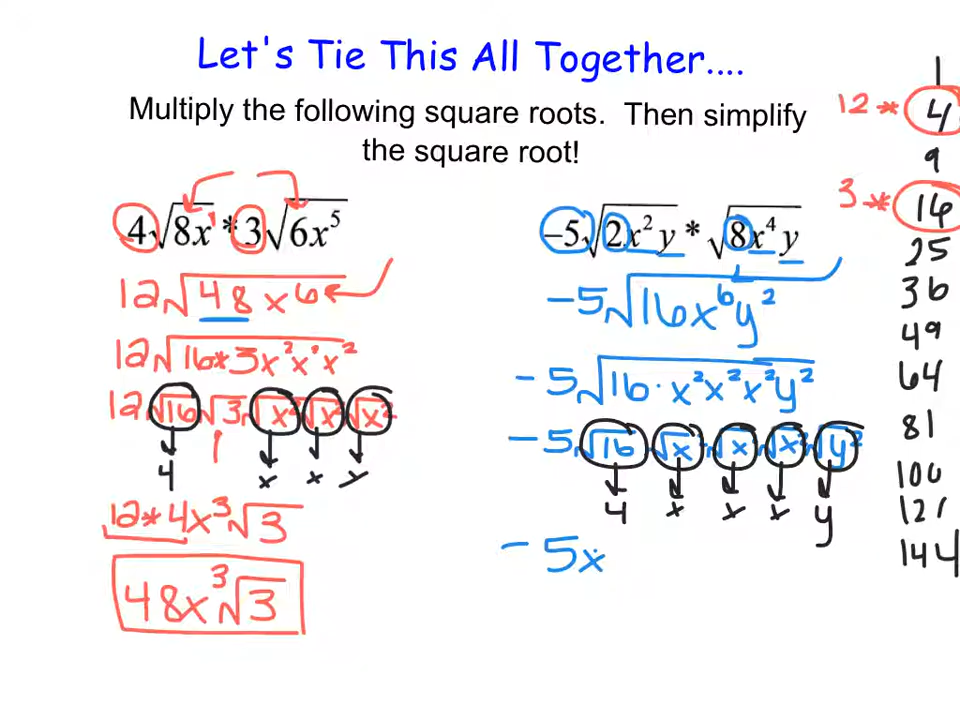 Let's Tie This All Together....
Multiply the following square roots. Then simplify
the square root!
4√8x¹ * 3√6x⁵
12√48x⁶
12√16*3x²x²x²
12√16 √3 √x² √x² √x²
4 x x x
12*4x³√3
48x³√3
-5√2x²y * √8x⁴y
-5√16x⁶y²
-5√16·x²x²x²y²
-5√16 √x² √x² √x² √y²
4 x x x y
-5x
1
12* 4
9
3* 16
25
36
49
64
81
100
121
144